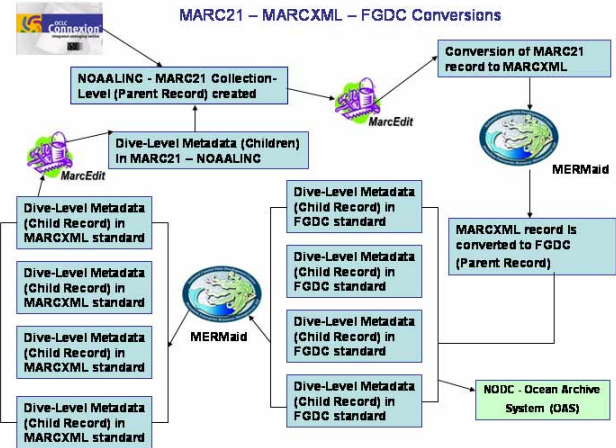 MARC21 – MARCXML – FGDC Conversions
OCLC
Connexion
NOAALINC - MARC21 Collection-
Level (Parent Record) created
MarcEdit
Conversion of MARC21
record to MARCXML
MERMaid
MARCXML record is
converted to FGDC
(Parent Record)
Dive-Level Metadata (Children)
In MARC21 – NOAALINC
MarcEdit
Dive-Level Metadata
(Child Record) in
MARCXML standard
Dive-Level Metadata
(Child Record) in
MARCXML standard
Dive-Level Metadata
(Child Record) in
MARCXML standard
Dive-Level Metadata
(Child Record) in
MARCXML standard
MERMaid
Dive-Level Metadata
(Child Record) in
FGDC standard
Dive-Level Metadata
(Child Record) in
FGDC standard
Dive-Level Metadata
(Child Record) in
FGDC standard
Dive-Level Metadata
(Child Record) in
FGDC standard
NODC - Ocean Archive
System (OAS)